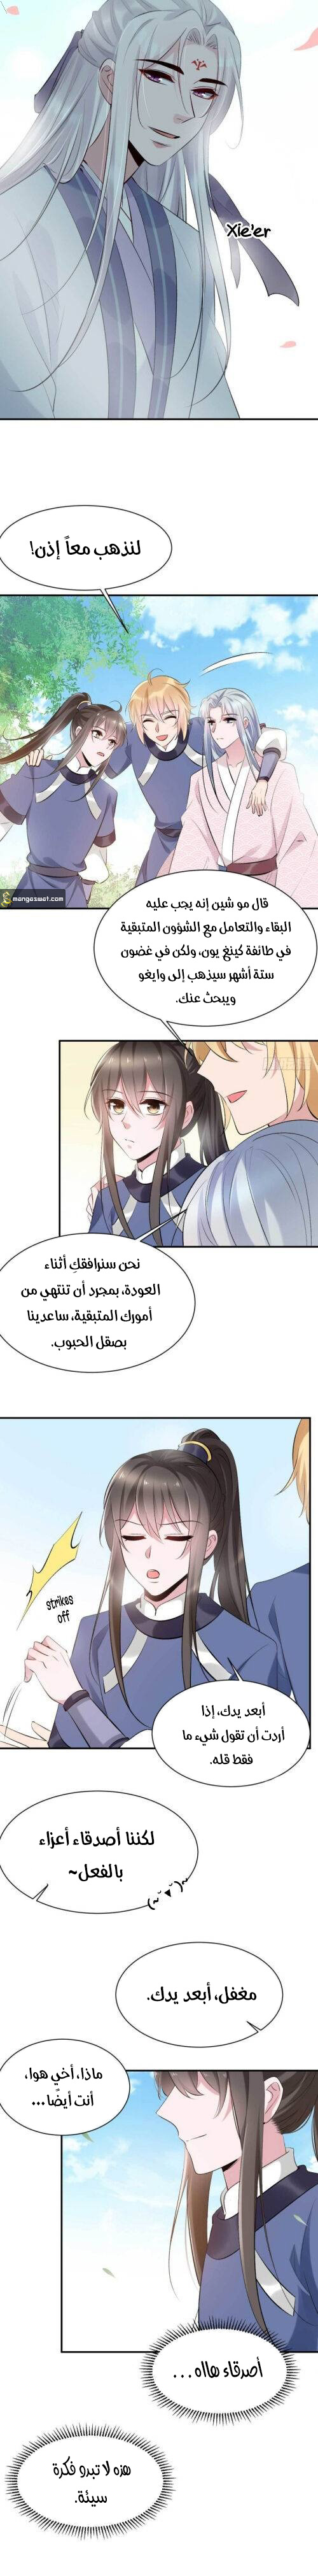 Xie'er
لنذهب معاً إذن!
mangaswat.com
قال مو شين إنه يجب عليه
البقاء والتعامل مع الشؤون المتبقية
في طائفة كينغ يون، ولكن في غضون
ستة أشهر سيذهب إلى وايغو
ويبحث عنك.
نحن سنرافقكِ أثناء
العودة، بمجرد أن تنتهي من
أمورك المتبقية، ساعدينا
بصقل الحبوب.
strikes
off
أبعد يدك، إذا
أردت أن تقول شيء ما
فقط قله.
لكننا أصدقاء أعزاء
بالفعل~
مغفل، أبعد يدك.
ماذا، أخي هوا،
أنت أيضًا...
أصدقاء هااه...
هذه لا تبدو فكرة
سيئة.